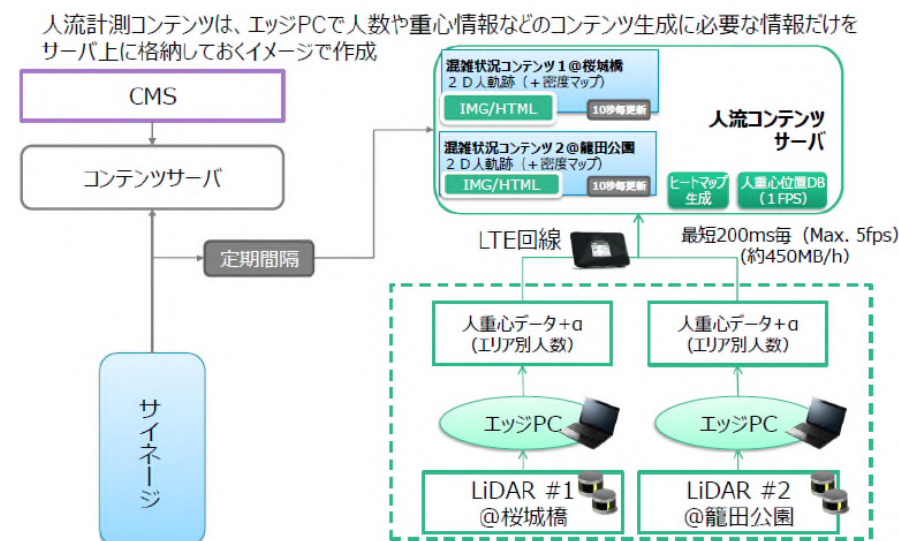 人流計測コンテンツは、エッジPCで人数や重心情報などのコンテンツ生成に必要な情報だけを
サーバ上に格納しておくイメージで作成
CMS
コンテンツサーバ
定期間隔
サイネージ
混雑状況コンテンツ1@桜城橋
2D人軌跡（+密度マップ）
IMG/HTML
10秒毎更新
混雑状況コンテンツ2@籠田公園
2D人軌跡（+密度マップ）
IMG/HTML
10秒毎更新
人流コンテンツ
サーバ
ヒートマップ
生成
人重心位置DB
（1FPS）
LTE回線
最短200ms毎（Max. 5fps）
(約450MB/h)
人重心データ+α
(エリア別人数)
人重心データ+α
(エリア別人数)
エッジPC
エッジPC
LiDAR #1
@桜城橋
LiDAR #2
@籠田公園